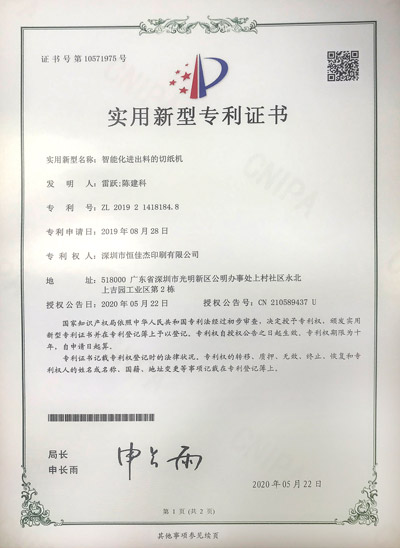 证书号第10571975号
实用新型专利证书
实用新型名称：智能化进出料的切纸机
发 明 人：雷跃;陈建科
专 利 号：ZL 2019 2 1418184.8
专利申请日：2019年08月28日
专 利 权 人：深圳市恒佳杰印刷有限公司
地 址：518000 广东省深圳市光明新区公明办事处上村社区永北
上吉园工业区第2栋
授权公告日：2020年05月22日 授权公告号：CN 210589437 U
国家知识产权局依照中华人民共和国专利法经过初步审查，决定授予专利权，颁发实用
新型专利证书并在专利登记簿上予以登记。专利权自授权公告之日起生效。专利权期限为十
年，自申请日起算。
专利证书记载专利权登记时的法律状况。专利权的转移、质押、无效、终止、恢复和专利
权人的姓名或名称、国籍、地址变更等事项记载在专利登记簿上。
局长
申长雨
申长雨
2020年05月22日
第 1 页 (共 2 页)
其他事项参见续页
CNIPA